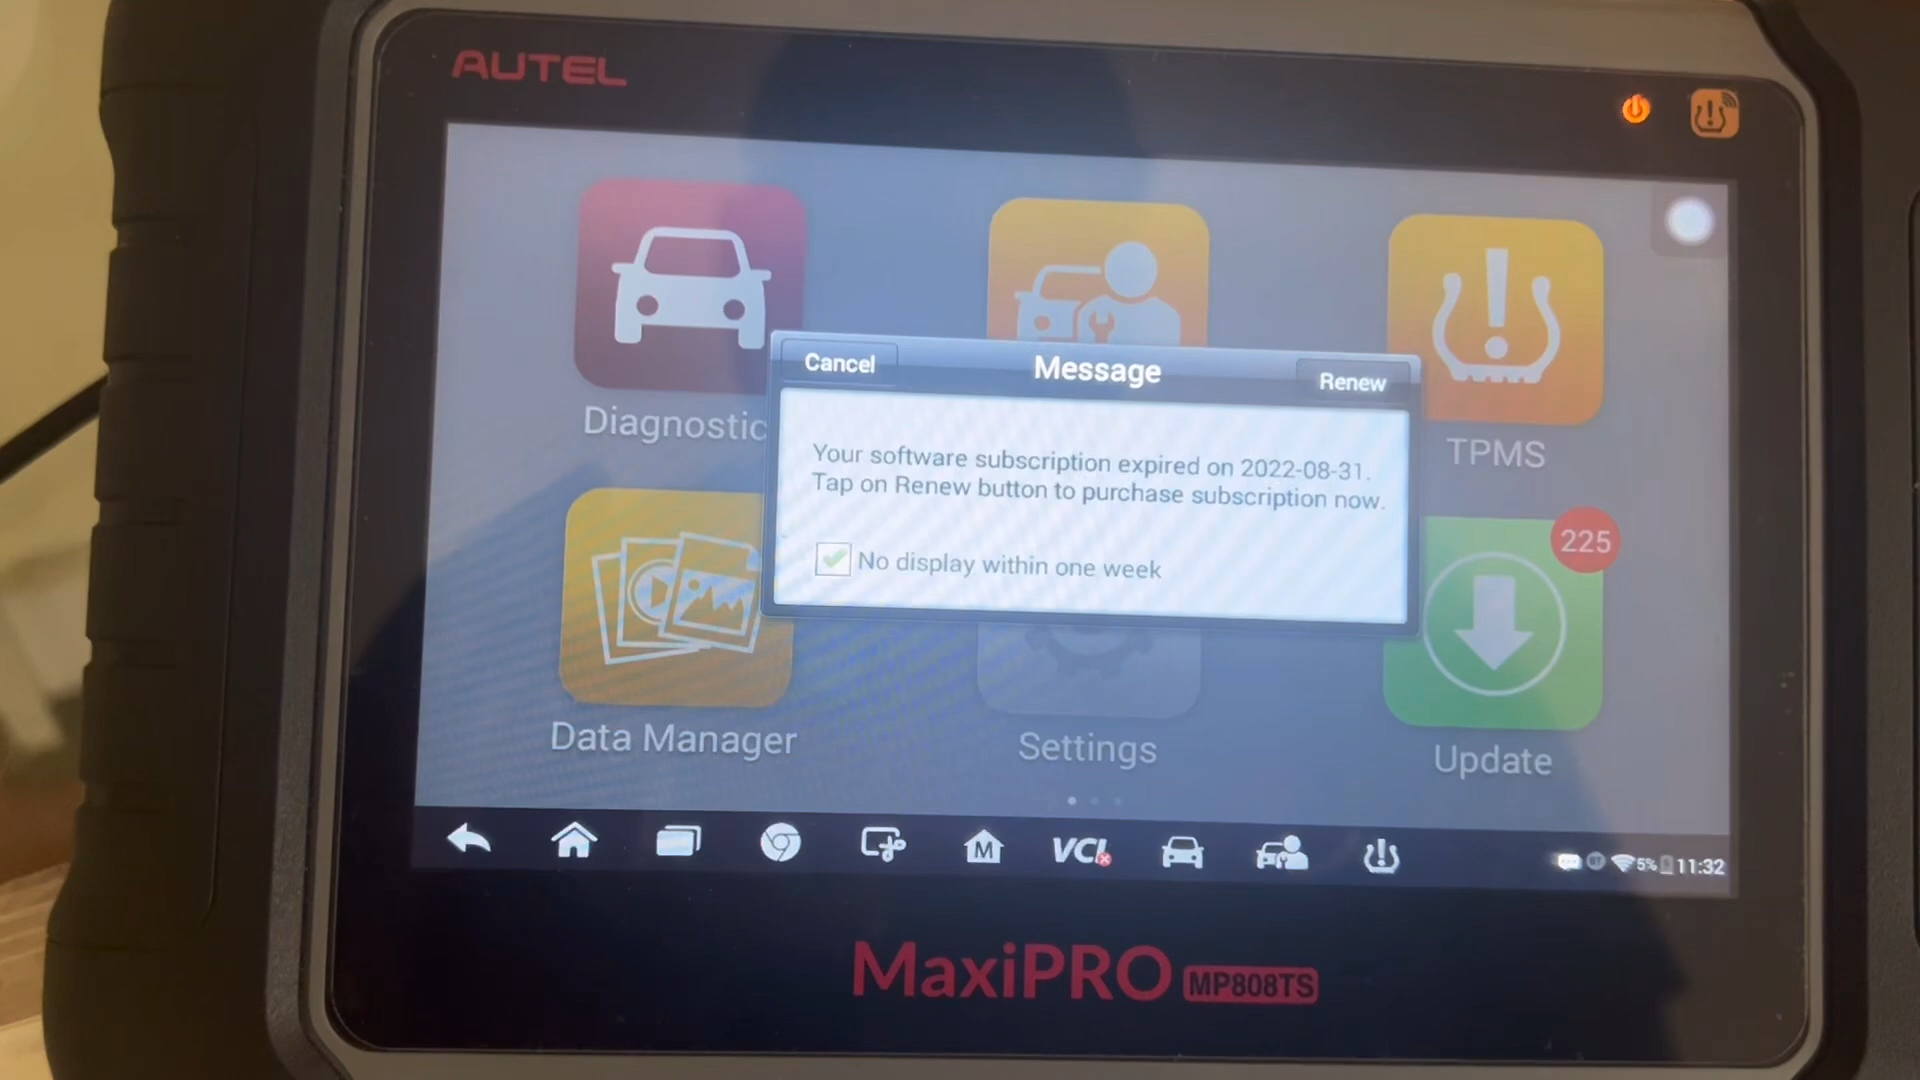 AUTEL
Cancel
Message
Renew
Your software subscription expired on 2022-08-31.
Tap on Renew button to purchase subscription now.
No display within one week
Diagnostic
TPMS
225
Data Manager
Settings
Update
M
VCI
BT
5%
11:32
MaxiPRO MP808TS